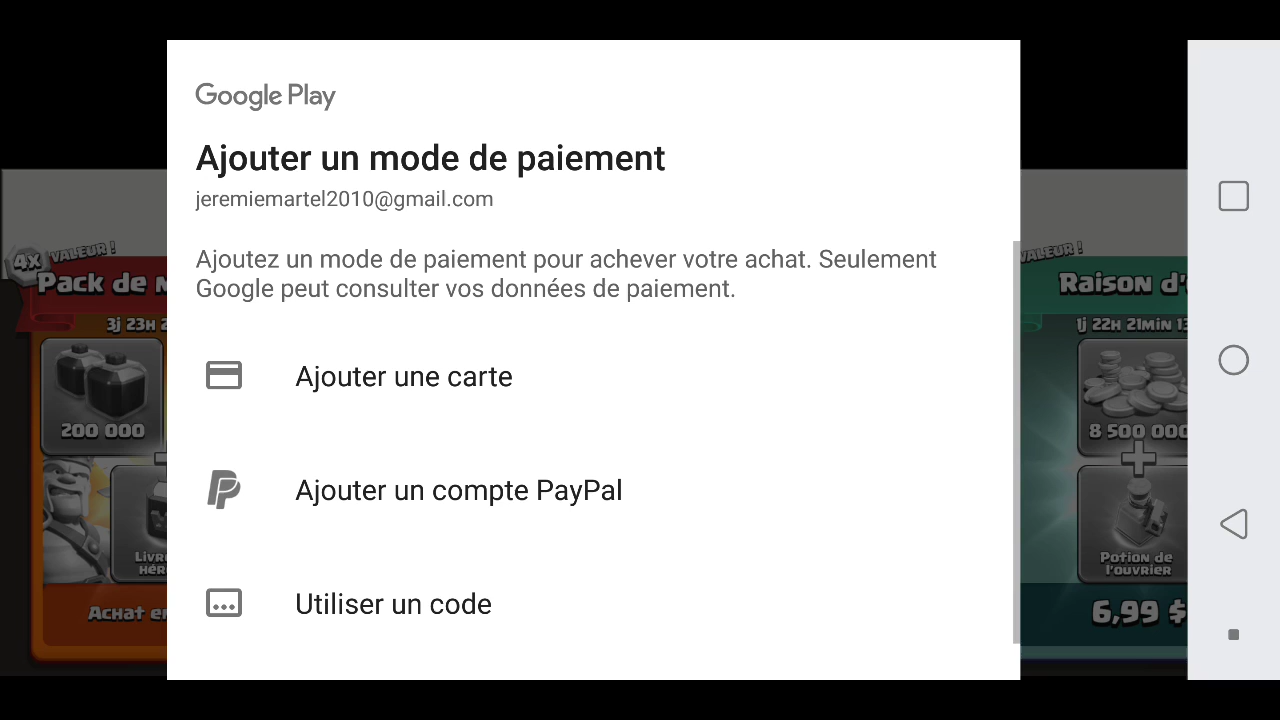 Google Play
Ajouter un mode de paiement
jeremiemartel2010@gmail.com
Ajoutez un mode de paiement pour achever votre achat. Seulement
Google peut consulter vos données de paiement.
Ajouter une carte
Ajouter un compte PayPal
Utiliser un code
4x VALEUR !
Pack de
3j 23H
200 000
Achat
VALEUR !
Raison
1j 22H 21Min
8 500 000
+
Potion de
l'ouvrier
6,99 $